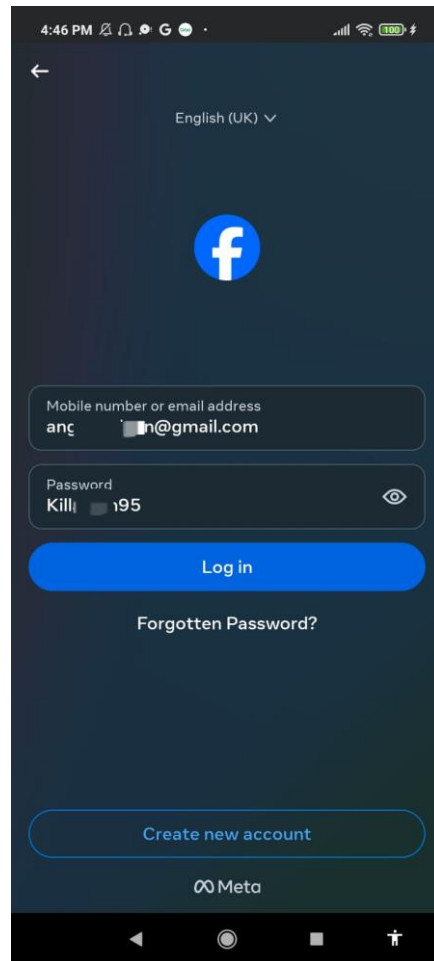 4:46 PM
English (UK)
Mobile number or email address
Password
Log in
Forgotten Password?
Create new account
Meta